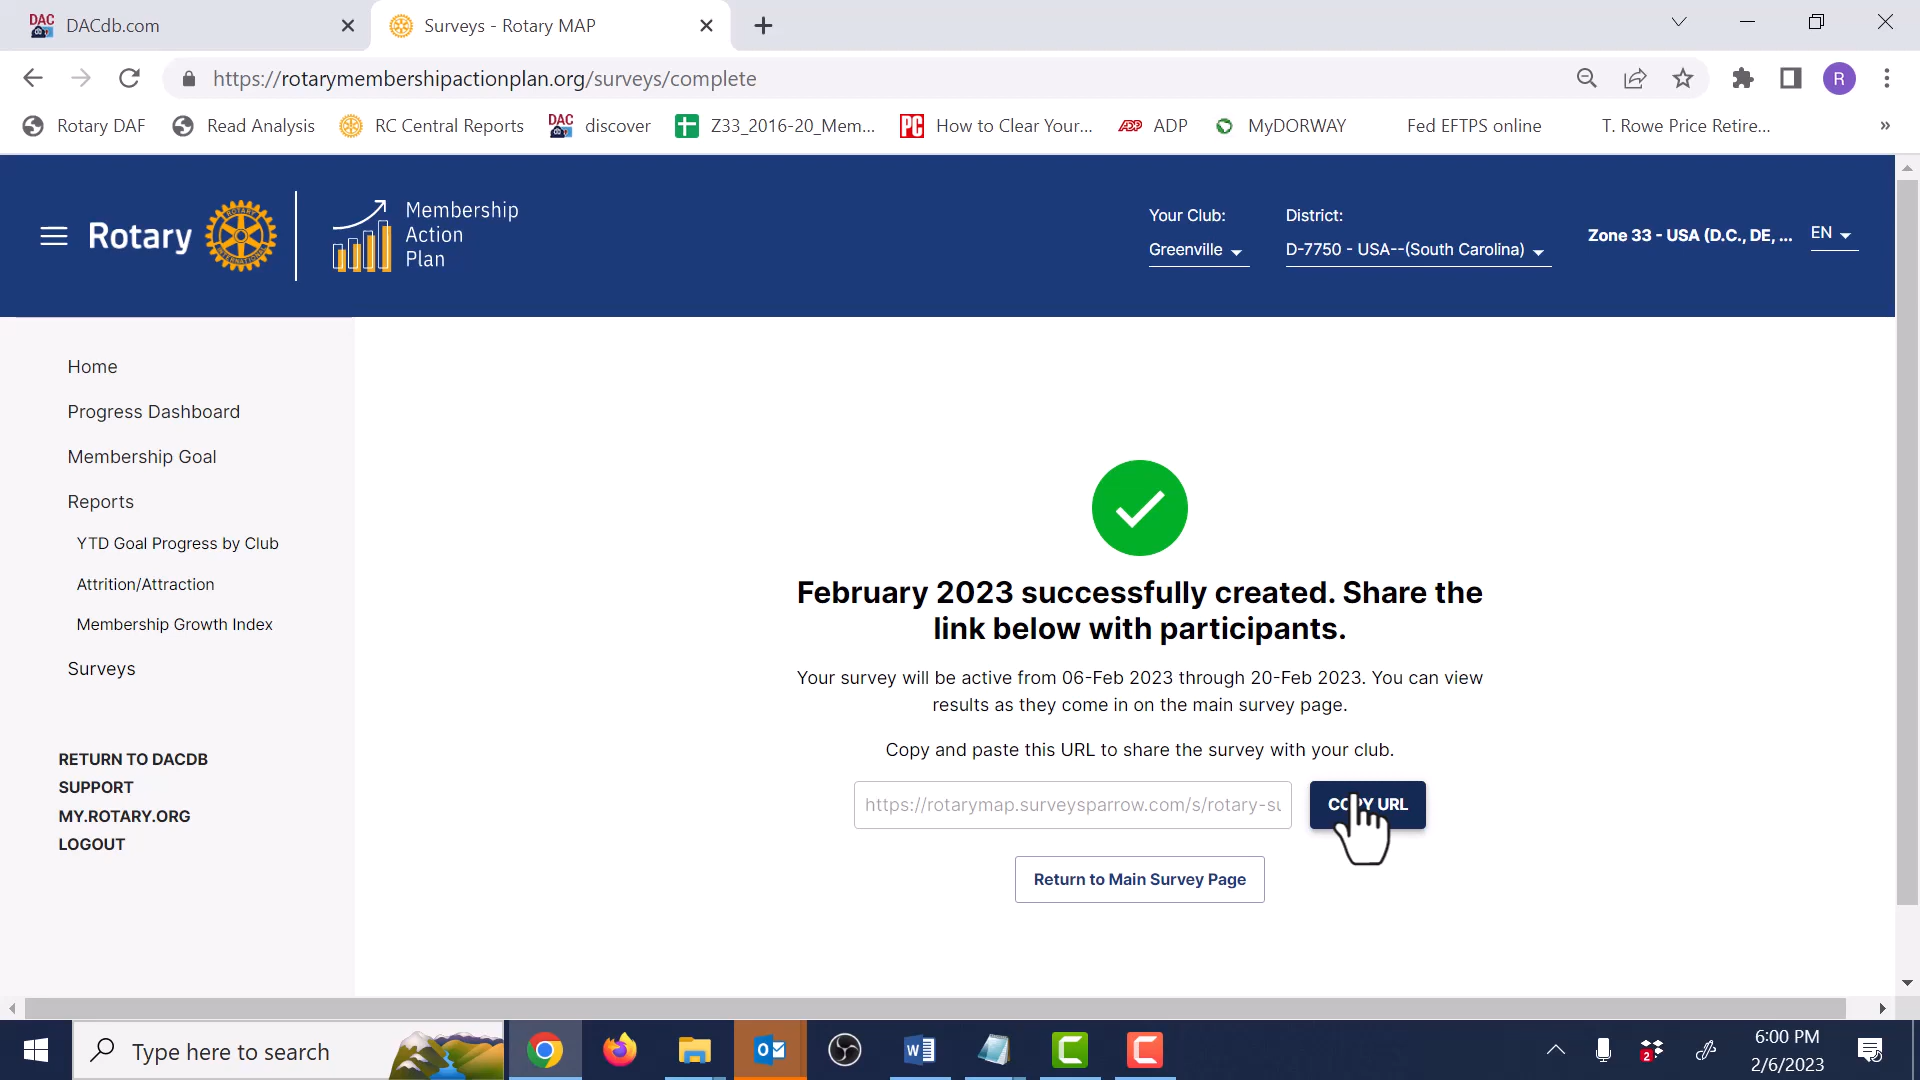 DACdb.com
Surveys - Rotary MAP
https://rotarymembershipactionplan.org/surveys/complete
R
Rotary DAF
Read Analysis
RC Central Reports
DAC
discover
Z33_2016-20_Mem...
PC
How to Clear Your...
ADP
MyDORWAY
Fed EFTPS online
T. Rowe Price Retire...
»
Rotary
Membership
Action
Plan
Your Club:
Greenville
District:
D-7750 - USA--(South Carolina)
Zone 33 - USA (D.C., DE, ...
EN
Home
Progress Dashboard
Membership Goal
Reports
YTD Goal Progress by Club
Attrition/Attraction
Membership Growth Index
Surveys
RETURN TO DACDB
SUPPORT
MY.ROTARY.ORG
LOGOUT
February 2023 successfully created. Share the
link below with participants.
Your survey will be active from 06-Feb 2023 through 20-Feb 2023. You can view
results as they come in on the main survey page.
Copy and paste this URL to share the survey with your club.
https://rotarymap.surveysparrow.com/s/rotary-su
COPY URL
Return to Main Survey Page
Type here to search
6:00 PM
2/6/2023